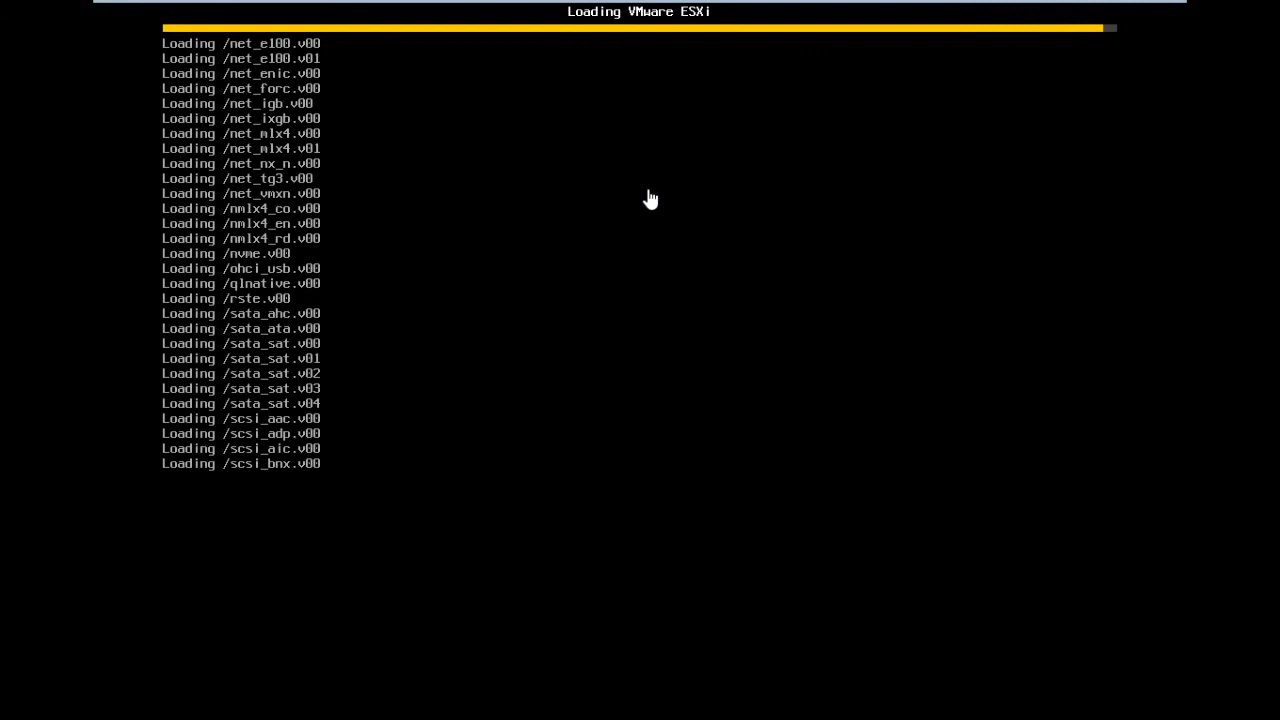 Loading VMware ESXi
Loading /net_e100.v00
Loading /net_e100.v01
Loading /net_enic.v00
Loading /net_forc.v00
Loading /net_igb.v00
Loading /net_ixgb.v00
Loading /net_mlx4.v00
Loading /net_mlx4.v01
Loading /net_nx_n.v00
Loading /net_tg3.v00
Loading /net_vmxn.v00
Loading /nmlx4_co.v00
Loading /nmlx4_en.v00
Loading /nmlx4_rd.v00
Loading /nvme.v00
Loading /ohci_usb.v00
Loading /qlnative.v00
Loading /rste.v00
Loading /sata_ahc.v00
Loading /sata_ata.v00
Loading /sata_sat.v00
Loading /sata_sat.v01
Loading /sata_sat.v02
Loading /sata_sat.v03
Loading /sata_sat.v04
Loading /scsi_aac.v00
Loading /scsi_adp.v00
Loading /scsi_aic.v00
Loading /scsi_bnx.v00